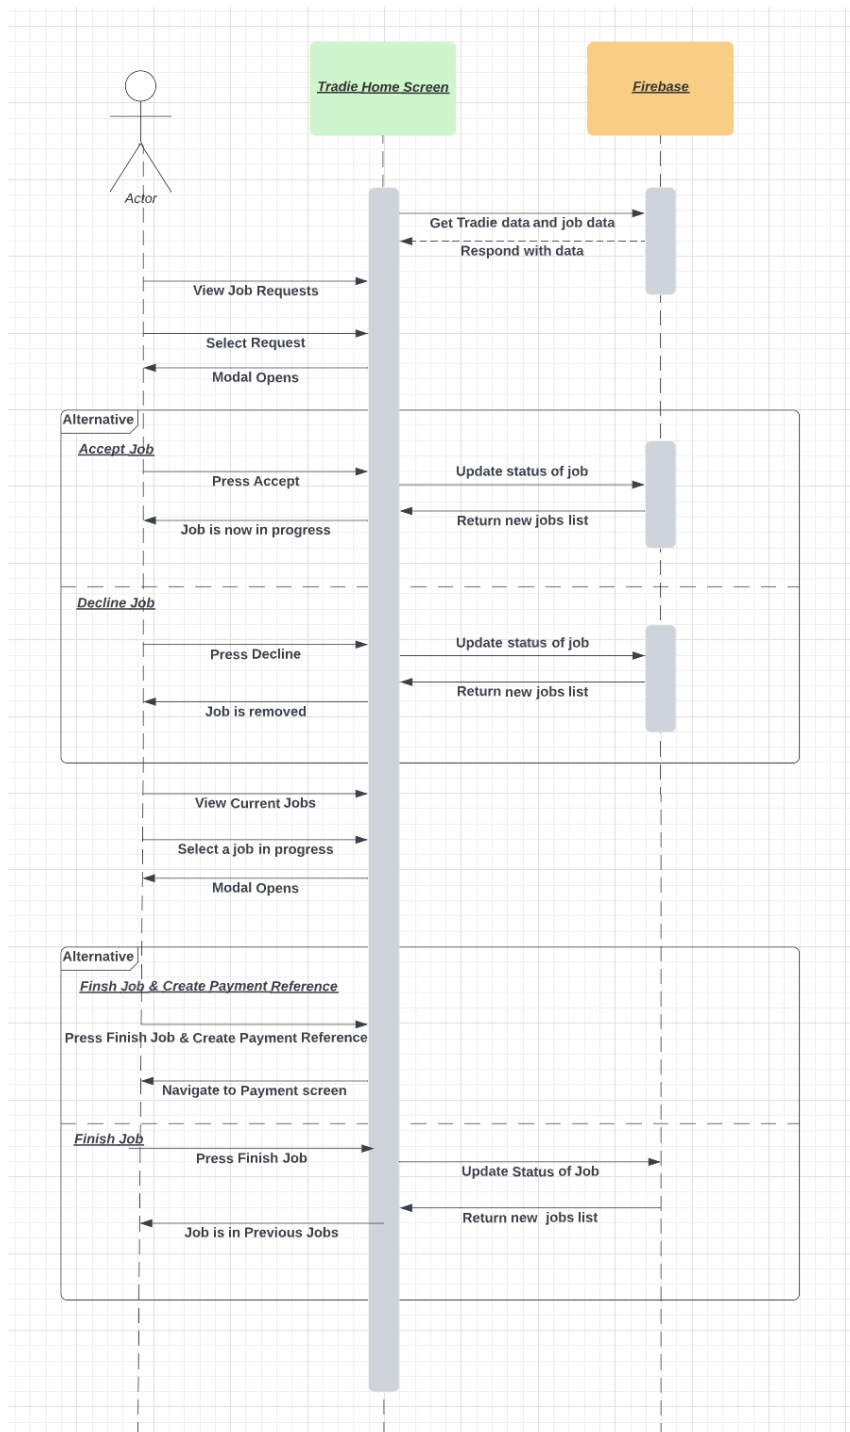 Tradie Home Screen
Firebase
Actor
Get Tradie data and job data
Respond with data
View Job Requests
Select Request
Modal Opens
Alternative
Accept Job
Press Accept
Update status of job
Return new jobs list
Job is now in progress
Decline Job
Press Decline
Update status of job
Return new jobs list
Job is removed
View Current Jobs
Select a job in progress
Modal Opens
Alternative
Finsh Job & Create Payment Reference
Press Finish Job & Create Payment Reference
Navigate to Payment screen
Finish Job
Press Finish Job
Update Status of Job
Return new jobs list
Job is in Previous Jobs